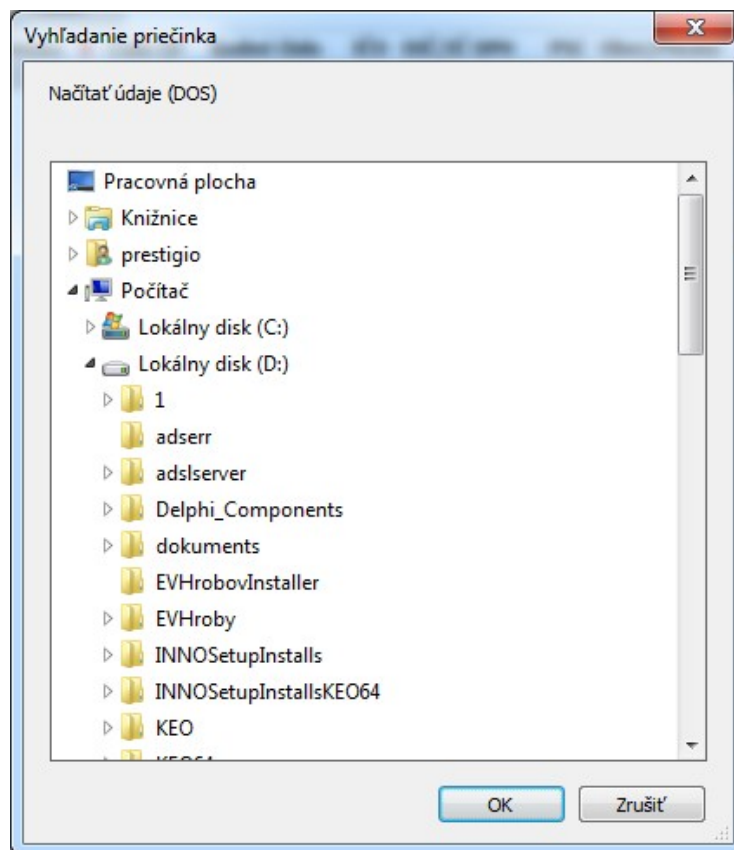 Vyhľadanie priečinka
Načítať údaje (DOS)
Pracovná plocha
Knižnice
prestigio
Počítač
Lokálny disk (C:)
Lokálny disk (D:)
1
adserr
adslserver
Delphi_Components
dokuments
EVHrobovInstaller
EVHroby
INNOSetupInstalls
INNOSetupInstallsKEO64
KEO
OK Zrušiť